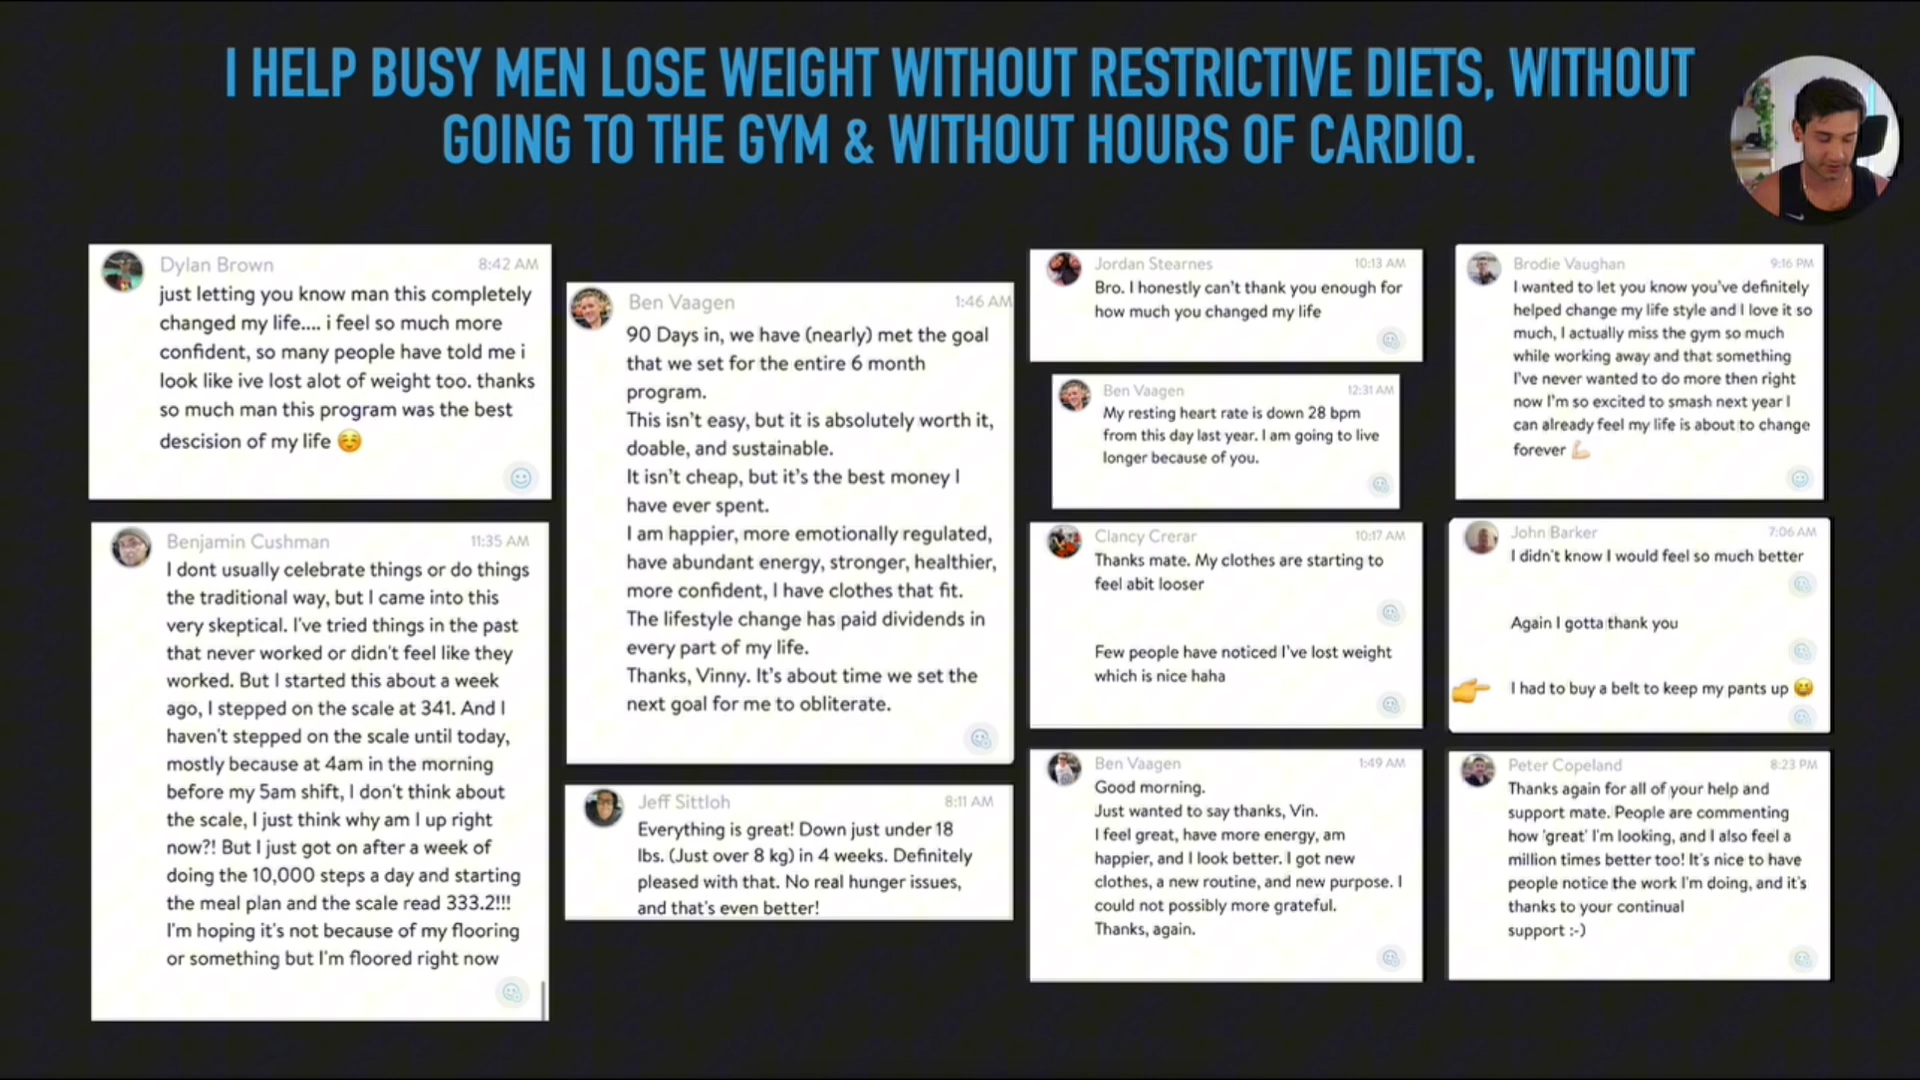 I HELP BUSY MEN LOSE WEIGHT WITHOUT RESTRICTIVE DIETS, WITHOUT
GOING TO THE GYM & WITHOUT HOURS OF CARDIO.
Dylan Brown 8:42 AM
just letting you know man this completely
changed my life.... i feel so much more
confident, so many people have told me i
look like ive lost alot of weight too. thanks
so much man this program was the best
descision of my life ☺️
Benjamin Cushman 11:35 AM
I dont usually celebrate things or do things
the traditional way, but I came into this
very skeptical. I've tried things in the past
that never worked or didn't feel like they
worked. But I started this about a week
ago, I stepped on the scale at 341. And I
haven't stepped on the scale until today,
mostly because at 4am in the morning
before my 5am shift, I don't think about
the scale, I just think why am I up right
now?! But I just got on after a week of
doing the 10,000 steps a day and starting
the meal plan and the scale read 333.2!!!
I'm hoping it's not because of my flooring
or something but I'm floored right now
Ben Vaagen 1:46 AM
90 Days in, we have (nearly) met the goal
that we set for the entire 6 month
program.
This isn't easy, but it is absolutely worth it,
doable, and sustainable.
It isn't cheap, but it's the best money I
have ever spent.
I am happier, more emotionally regulated,
have abundant energy, stronger, healthier,
more confident, I have clothes that fit.
The lifestyle change has paid dividends in
every part of my life.
Thanks, Vinny. It's about time we set the
next goal for me to obliterate.
Jeff Sittloh 8:11 AM
Everything is great! Down just under 18
lbs. (Just over 8 kg) in 4 weeks. Definitely
pleased with that. No real hunger issues,
and that's even better!
Jordan Stearnes 10:13 AM
Bro. I honestly can't thank you enough for
how much you changed my life
Ben Vaagen 12:31 AM
My resting heart rate is down 28 bpm
from this day last year. I am going to live
longer because of you.
Clancy Crerar 10:17 AM
Thanks mate. My clothes are starting to
feel abit looser
Few people have noticed I've lost weight
which is nice haha
Ben Vaagen 1:49 AM
Good morning.
Just wanted to say thanks, Vin.
I feel great, have more energy, am
happier, and I look better. I got new
clothes, a new routine, and new purpose. I
could not possibly more grateful.
Thanks, again.
Brodie Vaughan 9:16 PM
I wanted to let you know you've definitely
helped change my life style and I love it so
much, I actually miss the gym so much
while working away and that something
I've never wanted to do more then right
now I'm so excited to smash next year I
can already feel my life is about to change
forever 💪🏻
John Barker 7:06 AM
I didn't know I would feel so much better
Again I gotta thank you
👉 I had to buy a belt to keep my pants up 😆
Peter Copeland 8:23 PM
Thanks again for all of your help and
support mate. People are commenting
how 'great' I'm looking, and I also feel a
million times better too! It's nice to have
people notice the work I'm doing, and it's
thanks to your continual
support :-)